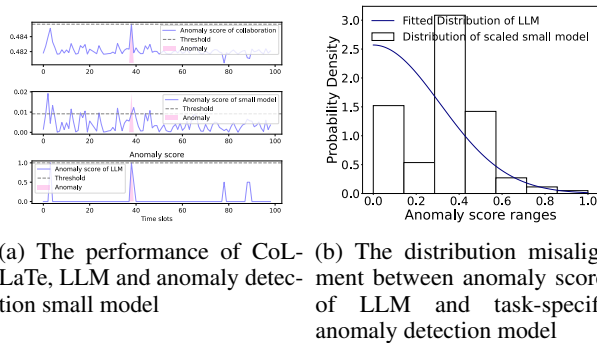 0.484
0.482
Anomaly score of collaboration
Threshold
Anomaly
0 20 40 60 80 100
0.02
0.01
0.00
Anomaly score of small model
Threshold
Anomaly
0 20 40 60 80 100
Anomaly score
1.0
0.5
0.0
Anomaly score of LLM
Threshold
Anomaly
0 20 40 60 80 100
Time slots
(a) The performance of CoL-
LaTe, LLM and anomaly detec-
tion small model
Probability Density
3.0
2.5
2.0
1.5
1.0
0.5
0.0
Fitted Distribution of LLM
Distribution of scaled small model
0.0 0.2 0.4 0.6 0.8 1.0
Anomaly score ranges
(b) The distribution misalign-
ment between anomaly score
of LLM and task-specif
anomaly detection model